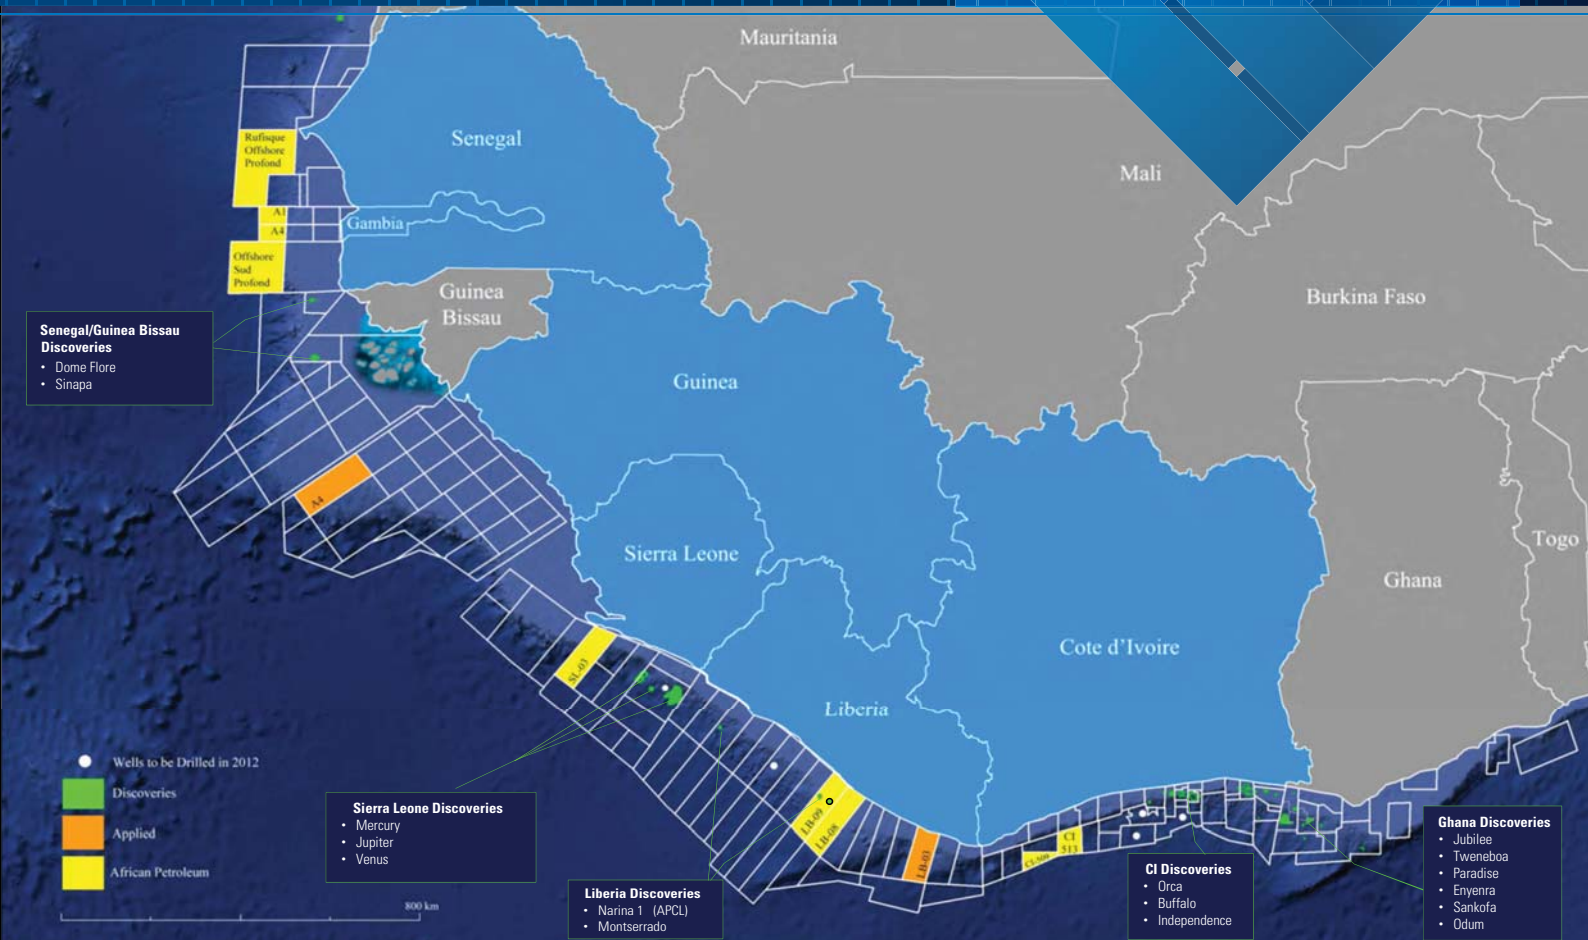 Mauritania
Senegal
Mali
Rufisque
Offshore
Profond
A1
A4
Gambia
Offshore
Sud
Profond
Guinea
Bissau
Burkina Faso
Senegal/Guinea Bissau
Discoveries
• Dome Flore
• Sinapa
Guinea
A4
Sierra Leone
Togo
Ghana
Cote d'Ivoire
SL-03
Liberia
Wells to be Drilled in 2012
Discoveries
Applied
African Petroleum
800 km
Sierra Leone Discoveries
• Mercury
• Jupiter
• Venus
LB-09
LB-08
CI
513
CI-509
Liberia Discoveries
• Narina 1 (APCL)
• Montserrado
CI Discoveries
• Orca
• Buffalo
• Independence
Ghana Discoveries
• Jubilee
• Tweneboa
• Paradise
• Enyenra
• Sankofa
• Odum